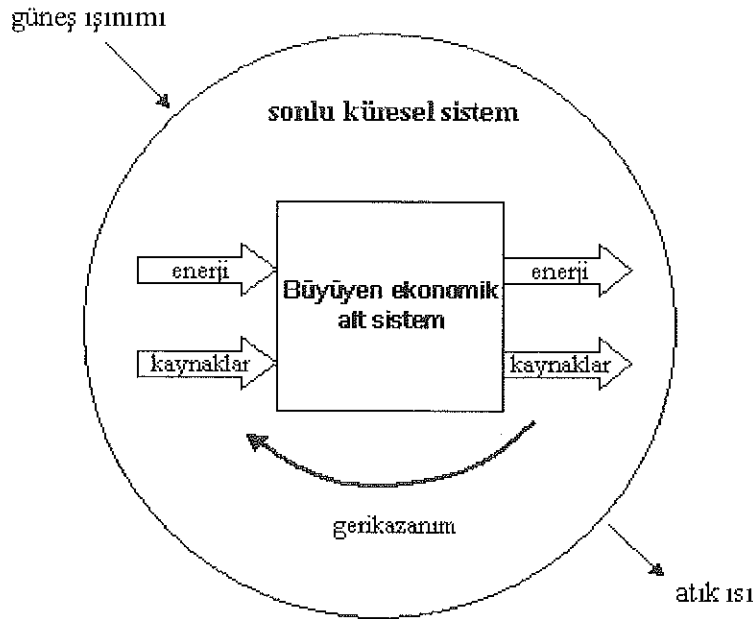 güneş ışınımı
sonlu küresel sistem
enerji
Büyüyen ekonomik
alt sistem
enerji
kaynaklar
kaynaklar
gerikazanım
atık ısı